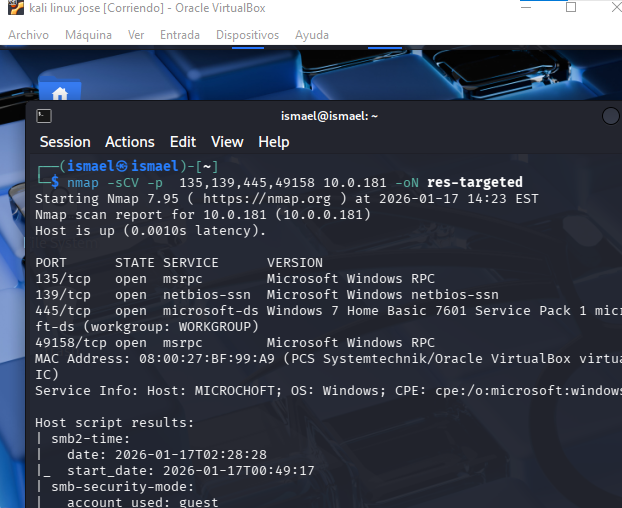 kali linux jose [Corriendo] - Oracle VirtualBox
Archivo Máquina Ver Entrada Dispositivos Ayuda
ismael@ismael: ~
Session Actions Edit View Help
┌──(ismael㉿ismael)-[~]
└─$ nmap -sCV -p  135,139,445,49158 10.0.181 -oN res-targeted
Starting Nmap 7.95 ( https://nmap.org ) at 2026-01-17 14:23 EST
Nmap scan report for 10.0.181 (10.0.0.181)
Host is up (0.0010s latency).
PORT      STATE SERVICE      VERSION
135/tcp   open  msrpc        Microsoft Windows RPC
139/tcp   open  netbios-ssn  Microsoft Windows netbios-ssn
445/tcp   open  microsoft-ds Windows 7 Home Basic 7601 Service Pack 1 micr
ft-ds (workgroup: WORKGROUP)
49158/tcp open  msrpc        Microsoft Windows RPC
MAC Address: 08:00:27:BF:99:A9 (PCS Systemtechnik/Oracle VirtualBox virtua
IC)
Service Info: Host: MICROCHOFT; OS: Windows; CPE: cpe:/o:microsoft:windows
Host script results:
| smb2-time:
|   date: 2026-01-17T02:28:28
|_  start_date: 2026-01-17T00:49:17
| smb-security-mode:
|   account_used: guest